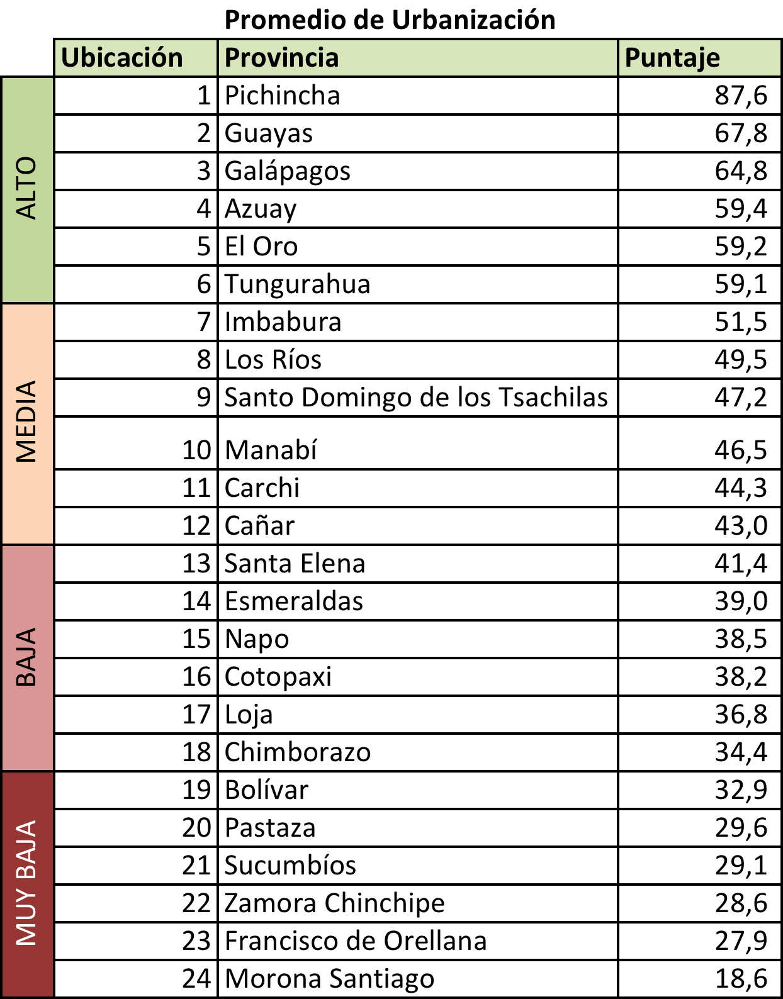 Promedio de Urbanización
Ubicación Provincia Puntaje
ALTO
1 Pichincha 87,6
2 Guayas 67,8
3 Galápagos 64,8
4 Azuay 59,4
5 El Oro 59,2
6 Tungurahua 59,1
MEDIA
7 Imbabura 51,5
8 Los Ríos 49,5
9 Santo Domingo de los Tsachilas 47,2
10 Manabí 46,5
11 Carchi 44,3
12 Cañar 43,0
BAJA
13 Santa Elena 41,4
14 Esmeraldas 39,0
15 Napo 38,5
16 Cotopaxi 38,2
17 Loja 36,8
18 Chimborazo 34,4
MUY BAJA
19 Bolívar 32,9
20 Pastaza 29,6
21 Sucumbíos 29,1
22 Zamora Chinchipe 28,6
23 Francisco de Orellana 27,9
24 Morona Santiago 18,6